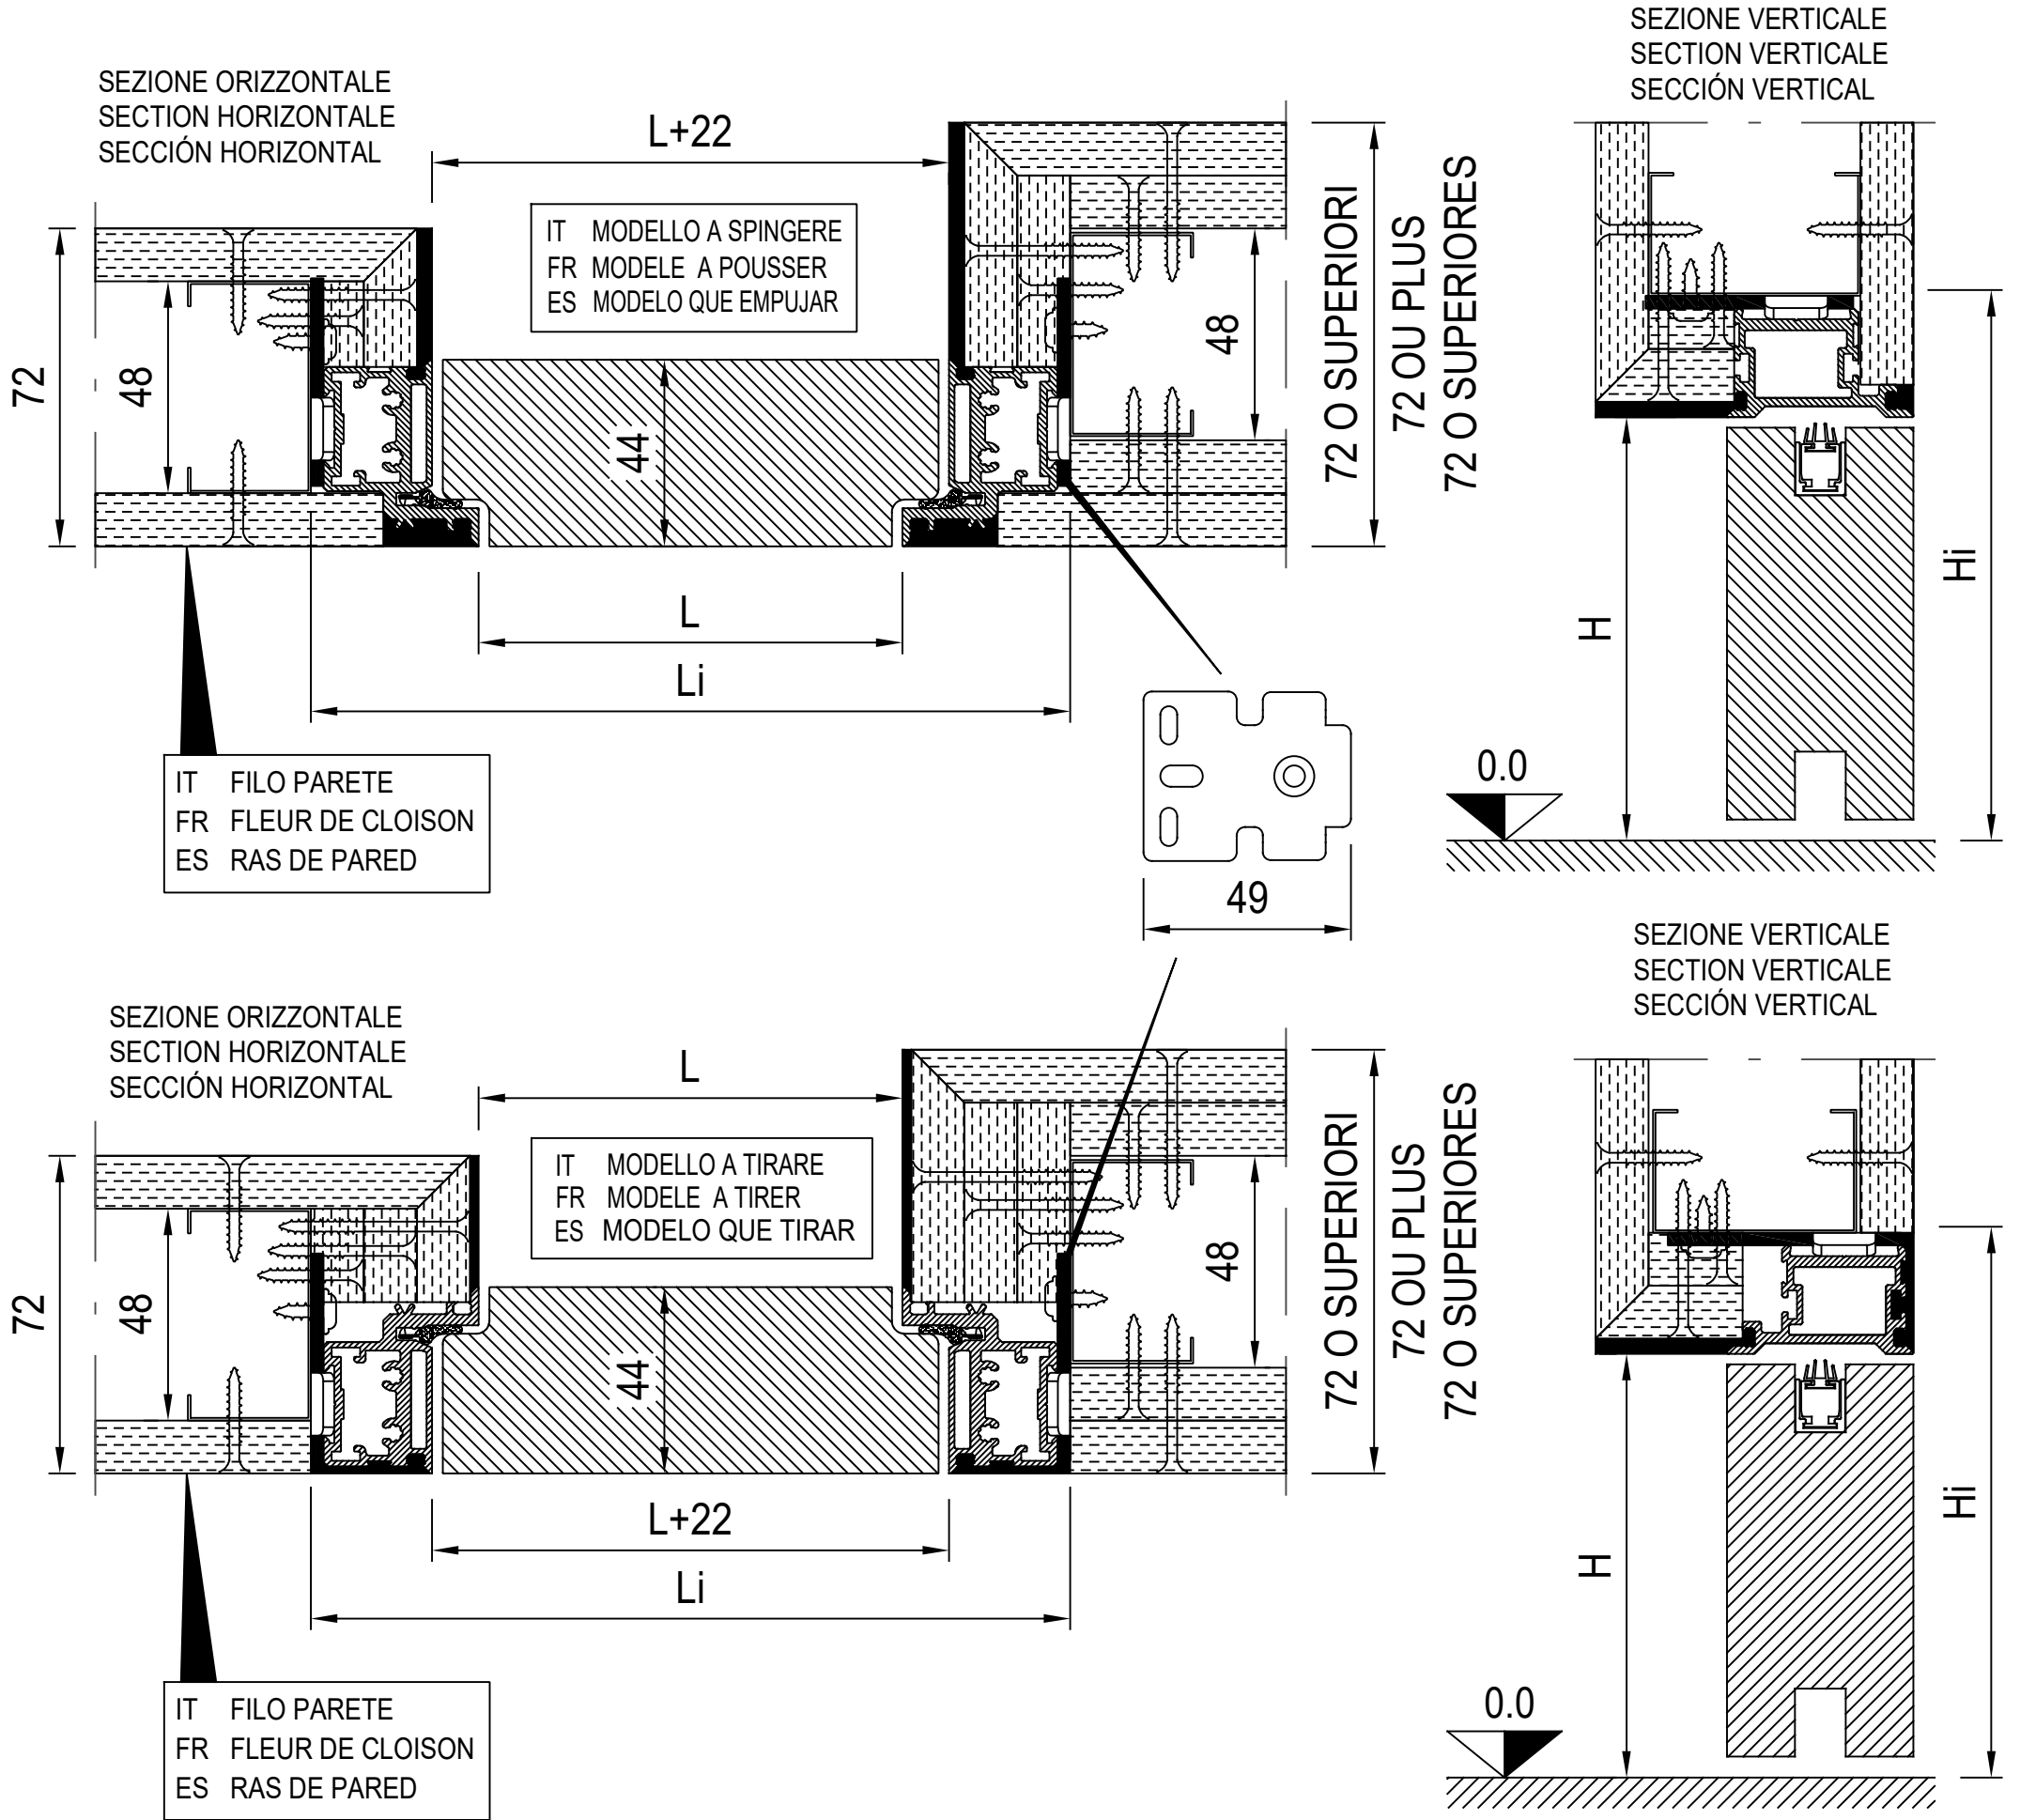 SEZIONE ORIZZONTALE
SECTION HORIZONTALE
SECCIÓN HORIZONTAL
SEZIONE VERTICALE
SECTION VERTICALE
SECCIÓN VERTICAL
L+22
IT MODELLO A SPINGERE
FR MODELE A POUSSER
ES MODELO QUE EMPUJAR
72
48
44
48
72 O SUPERIORI
72 OU PLUS
72 O SUPERIORES
L
Li
H
Hi
0.0
IT FILO PARETE
FR FLEUR DE CLOISON
ES RAS DE PARED
49
SEZIONE ORIZZONTALE
SECTION HORIZONTALE
SECCIÓN HORIZONTAL
SEZIONE VERTICALE
SECTION VERTICALE
SECCIÓN VERTICAL
L
IT MODELLO A TIRARE
FR MODELE A TIRER
ES MODELO QUE TIRAR
72
48
44
48
72 O SUPERIORI
72 OU PLUS
72 O SUPERIORES
L+22
Li
H
Hi
0.0
IT FILO PARETE
FR FLEUR DE CLOISON
ES RAS DE PARED